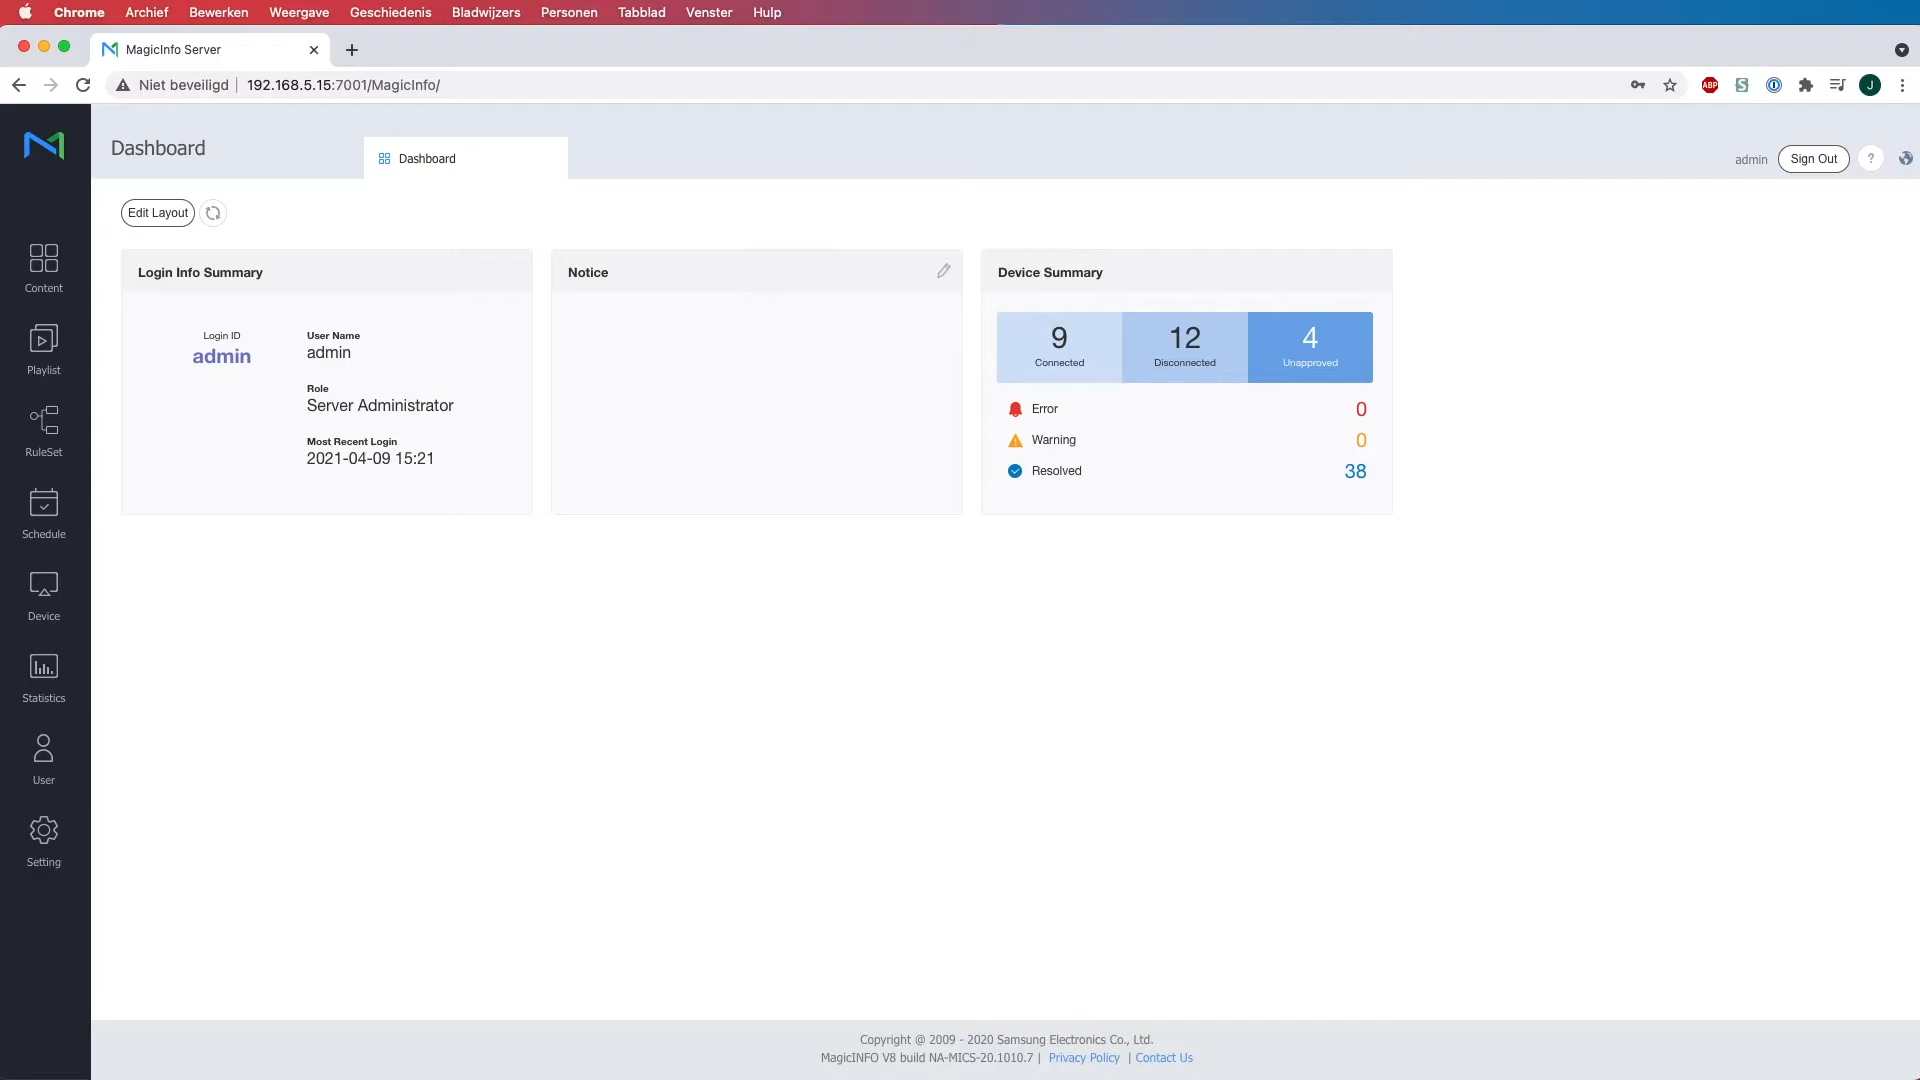 Chrome Archief Bewerken Weergave Geschiedenis Bladwijzers Personen Tabblad Venster Hulp
MagicInfo Server
Niet beveiligd 192.168.5.15:7001/MagicInfo/
ABP
S
J
Dashboard
Dashboard
admin Sign Out ?
Edit Layout
Content
Playlist
RuleSet
Schedule
Device
Statistics
User
Setting
Login Info Summary
Login ID
admin
User Name
admin
Role
Server Administrator
Most Recent Login
2021-04-09 15:21
Notice
Device Summary
9 12 4
Connected Disconnected Unapproved
Error 0
Warning 0
Resolved 38
Copyright @ 2009 - 2020 Samsung Electronics Co., Ltd.
MagicINFO V8 build NA-MICS-20.1010.7 | Privacy Policy | Contact Us